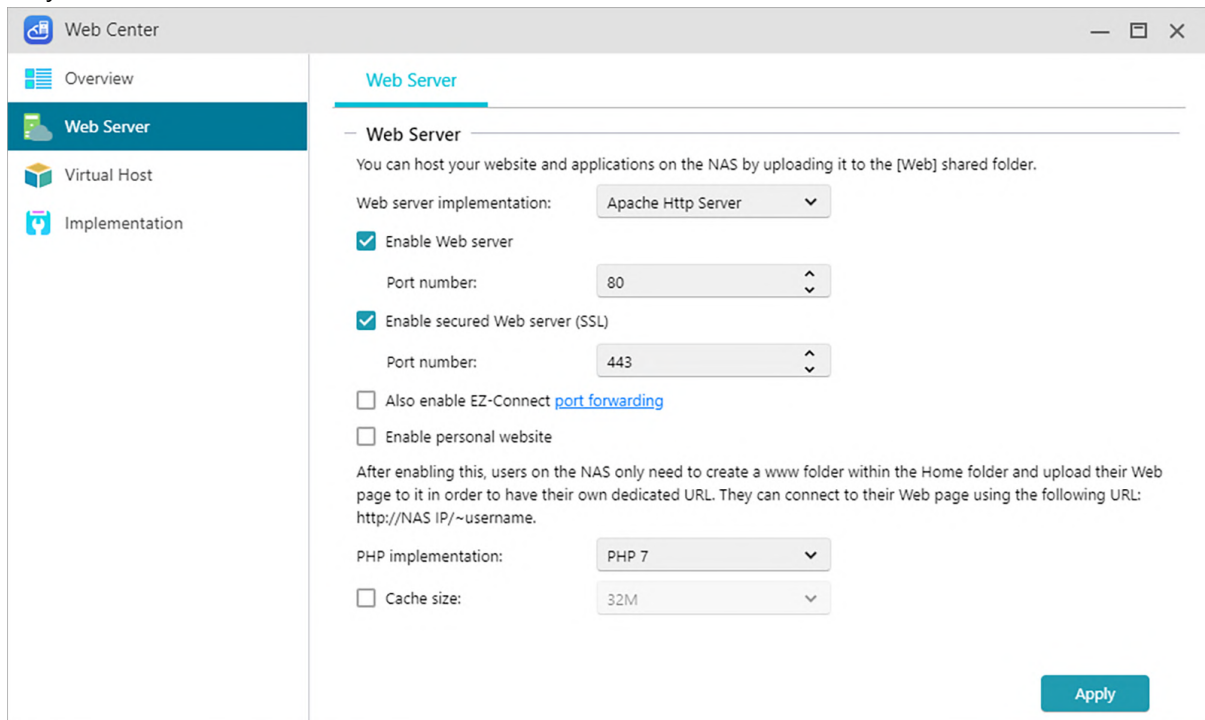 Web Center
Overview
Web Server
Virtual Host
Implementation
Web Server
Web Server
You can host your website and applications on the NAS by uploading it to the [Web] shared folder.
Web server implementation: Apache Http Server
Enable Web server
Port number: 80
Enable secured Web server (SSL)
Port number: 443
Also enable EZ-Connect port forwarding
Enable personal website
After enabling this, users on the NAS only need to create a www folder within the Home folder and upload their Web
page to it in order to have their own dedicated URL. They can connect to their Web page using the following URL:
http://NAS IP/~username.
PHP implementation: PHP 7
Cache size: 32M
Apply